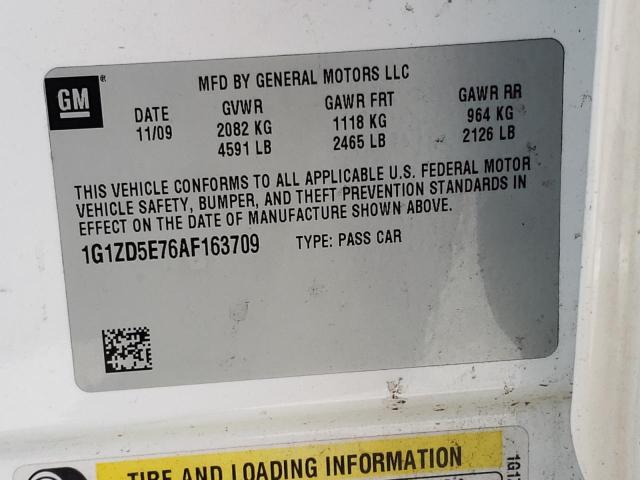 GM ®
MFD BY GENERAL MOTORS LLC
DATE GVWR GAWR FRT GAWR RR
11/09 2082 KG 1118 KG 964 KG
4591 LB 2465 LB 2126 LB
THIS VEHICLE CONFORMS TO ALL APPLICABLE U.S. FEDERAL MOTOR
VEHICLE SAFETY, BUMPER, AND THEFT PREVENTION STANDARDS IN
EFFECT ON THE DATE OF MANUFACTURE SHOWN ABOVE.
1G1ZD5E76AF163709 TYPE: PASS CAR
TIRE AND LOADING INFORMATION